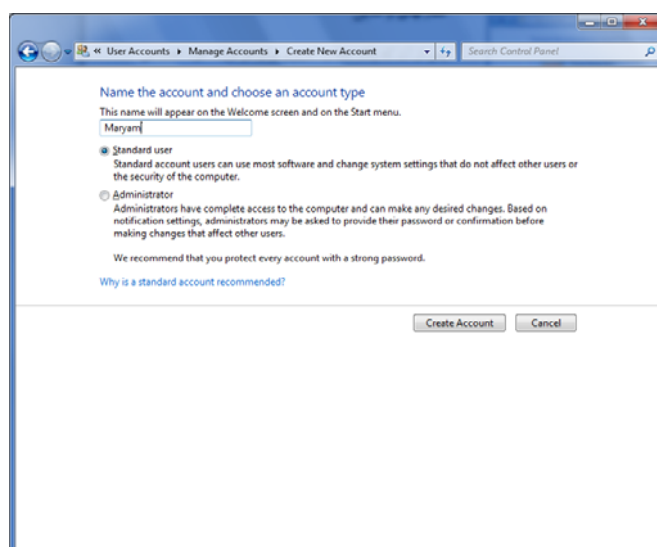 « User Accounts ▸ Manage Accounts ▸ Create New Account
Search Control Panel
Name the account and choose an account type
This name will appear on the Welcome screen and on the Start menu.
Maryam
Standard user
Standard account users can use most software and change system settings that do not affect other users or
the security of the computer.
Administrator
Administrators have complete access to the computer and can make any desired changes. Based on
notification settings, administrators may be asked to provide their password or confirmation before
making changes that affect other users.
We recommend that you protect every account with a strong password.
Why is a standard account recommended?
Create Account
Cancel